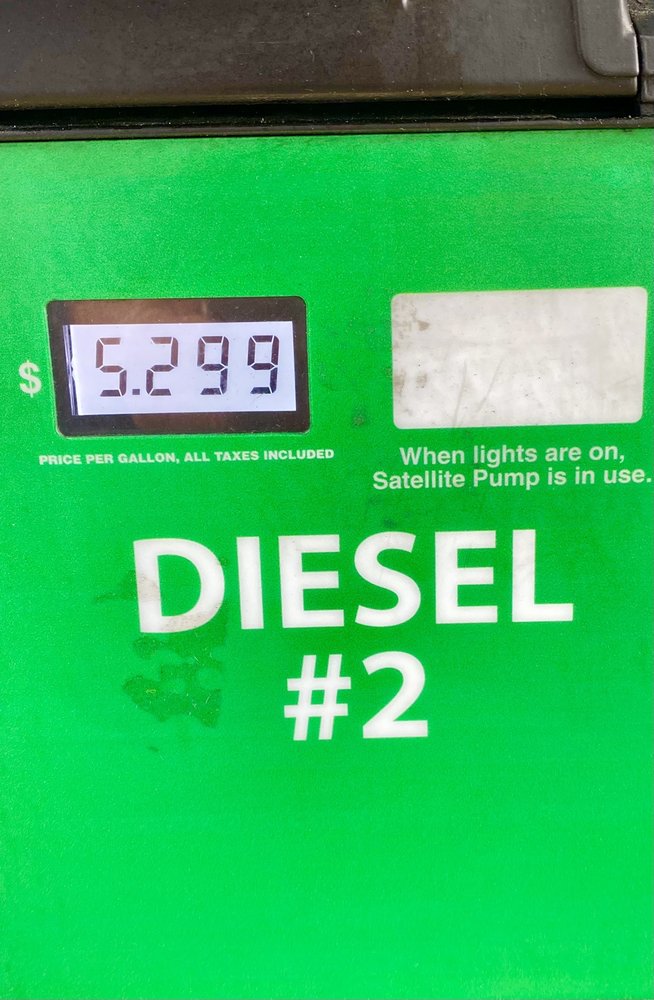 $ 5.299
PRICE PER GALLON, ALL TAXES INCLUDED
When lights are on,
Satellite Pump is in use.
DIESEL
#2